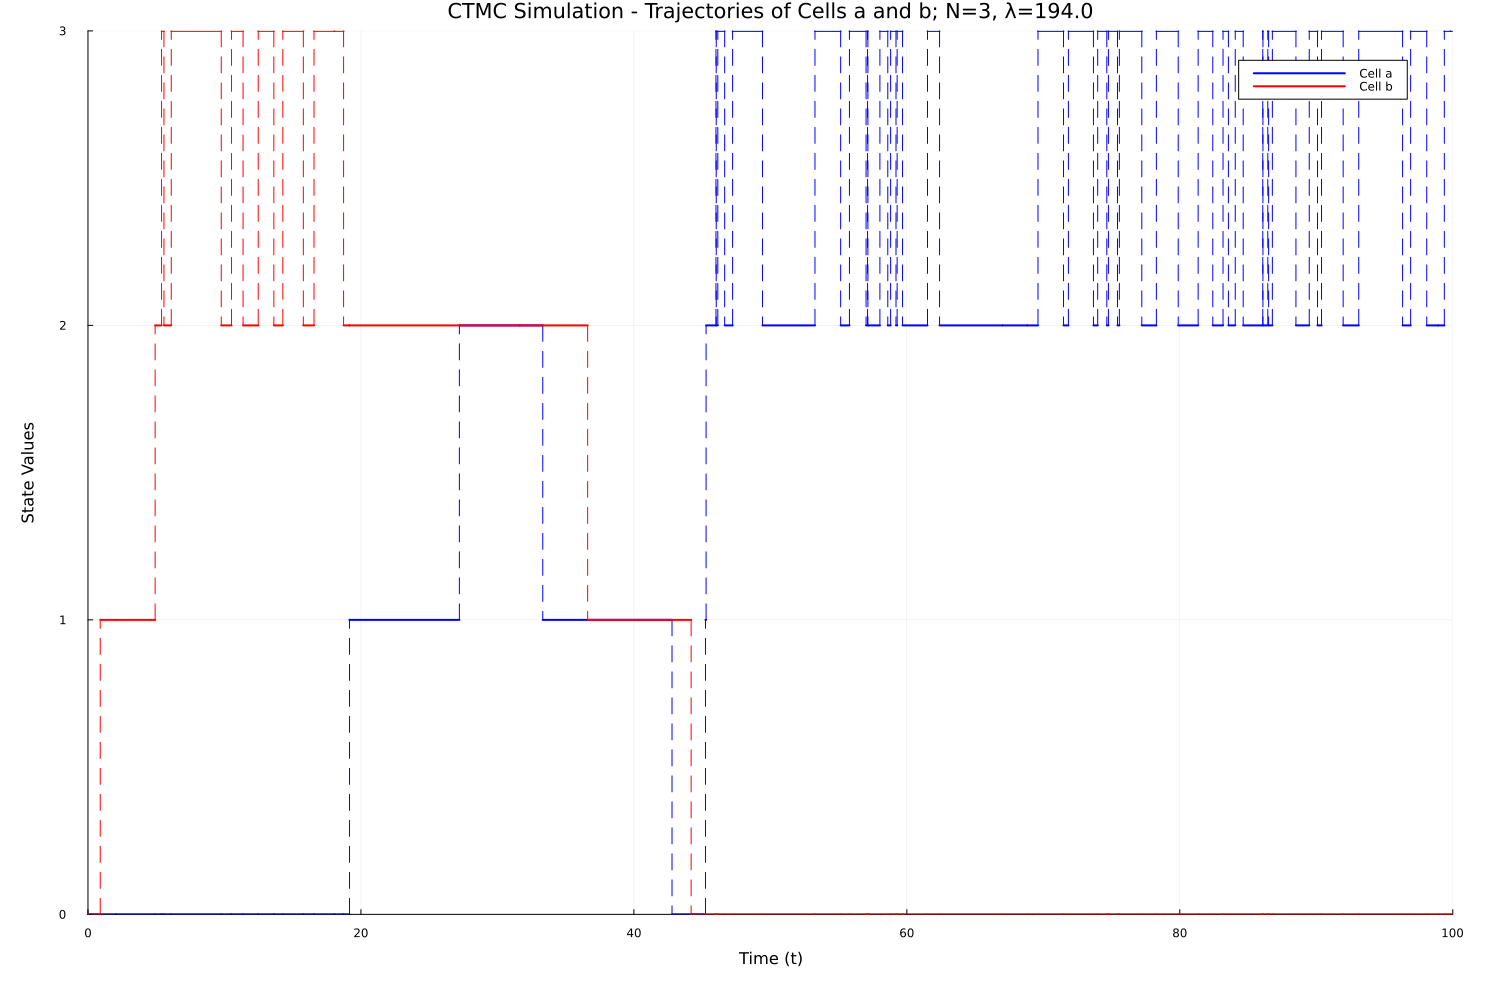 CTMC Simulation - Trajectories of Cells a and b; N=3, λ=194.0
3
Cell a
Cell b
2
State Values
1
0
0 20 40 60 80 100
Time (t)